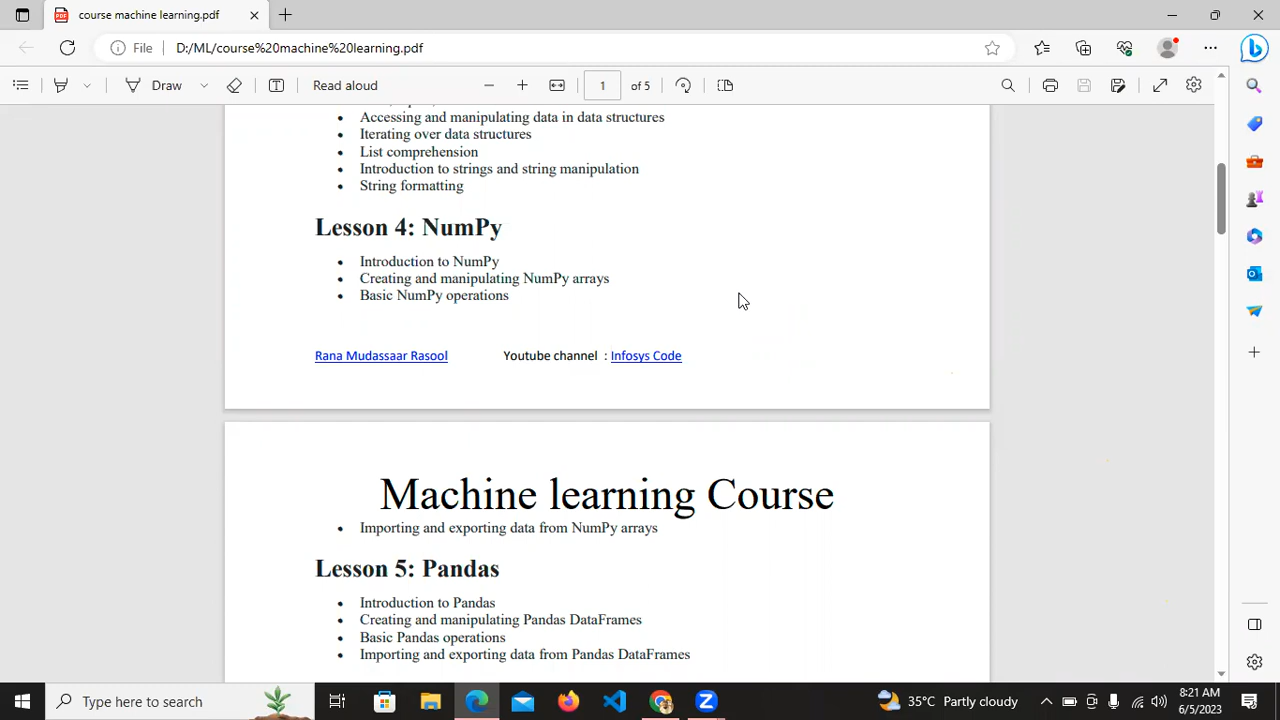 course machine learning.pdf
File
D:/ML/course%20machine%20learning.pdf
Draw
Read aloud
1
of 5
Accessing and manipulating data in data structures
Iterating over data structures
List comprehension
Introduction to strings and string manipulation
String formatting
Lesson 4: NumPy
Introduction to NumPy
Creating and manipulating NumPy arrays
Basic NumPy operations
Rana Mudassaar Rasool Youtube channel : Infosys Code
Machine learning Course
Importing and exporting data from NumPy arrays
Lesson 5: Pandas
Introduction to Pandas
Creating and manipulating Pandas DataFrames
Basic Pandas operations
Importing and exporting data from Pandas DataFrames
Type here to search
35°C Partly cloudy
8:21 AM
6/5/2023